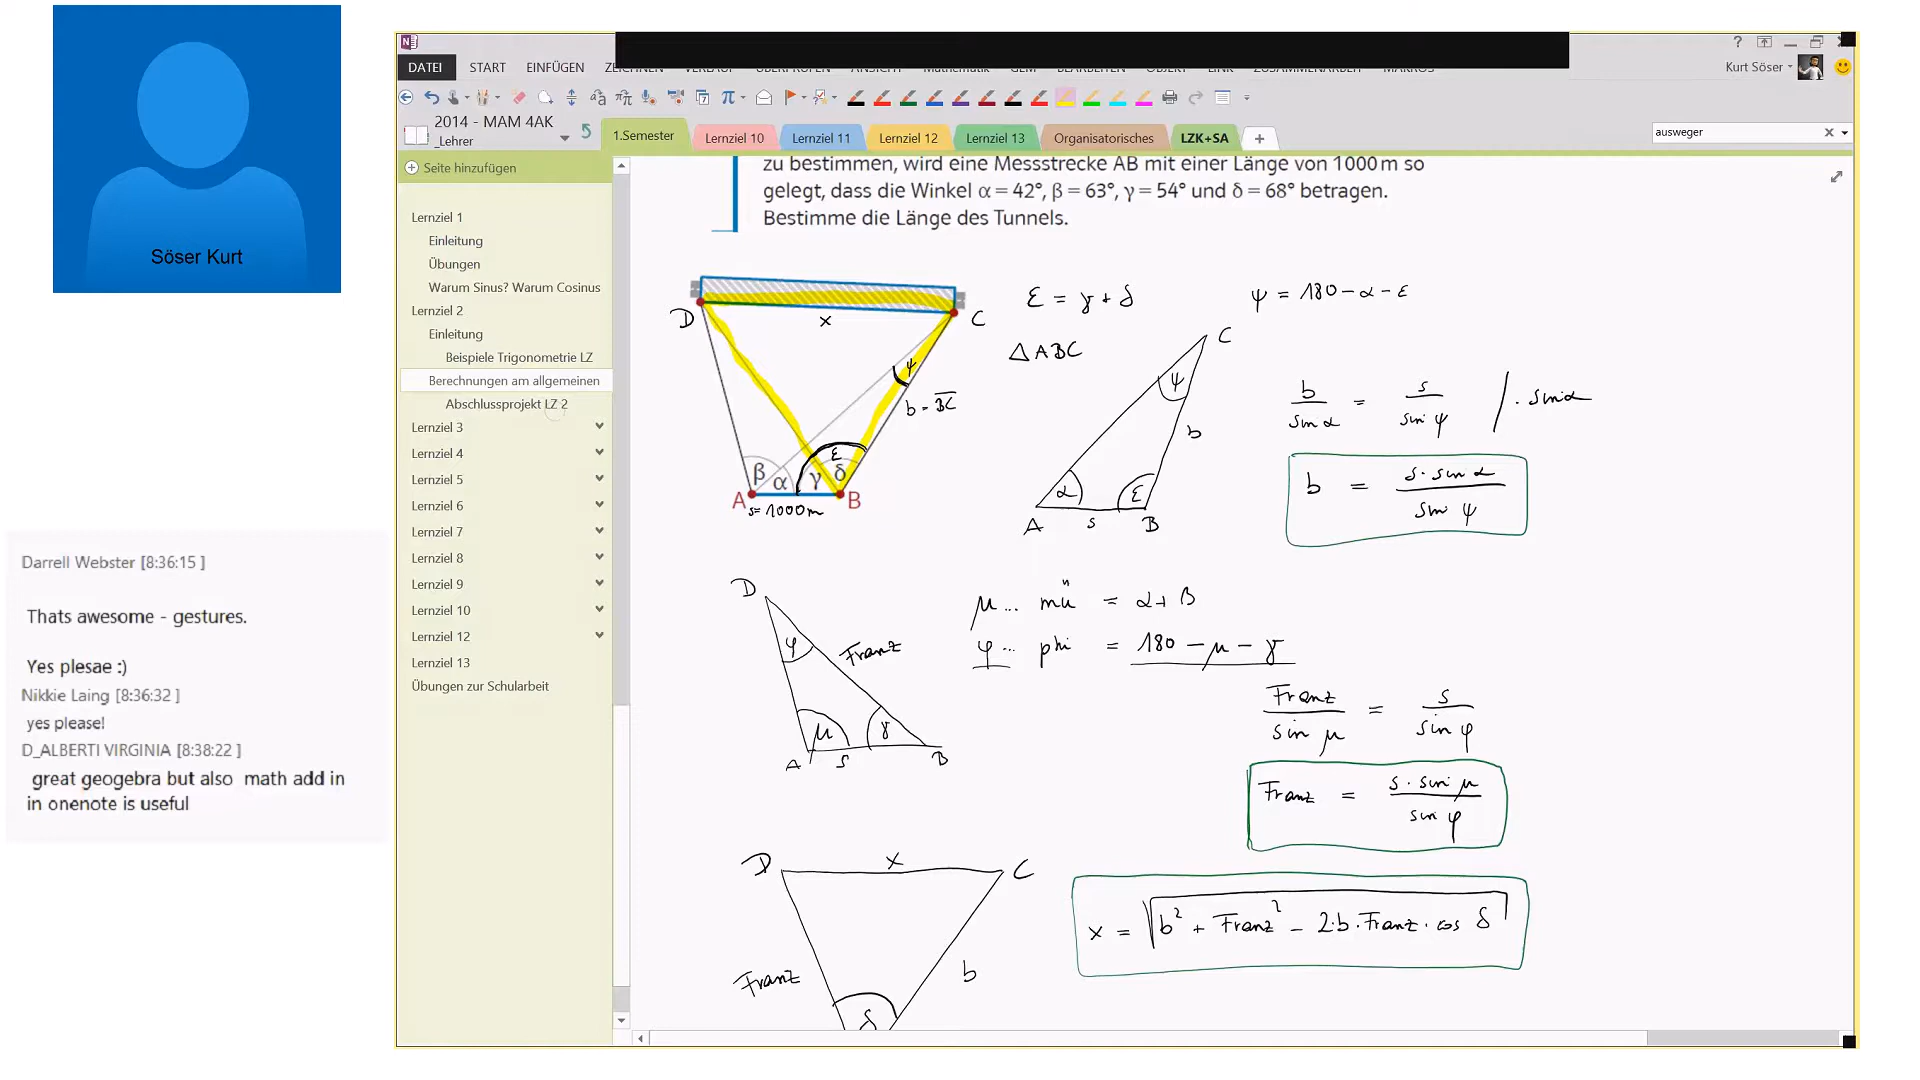 Söser Kurt
Darrell Webster [8:36:15 ]
Thats awesome - gestures.
Yes plesae :)
Nikkie Laing [8:36:32 ]
yes please!
D_ALBERTI VIRGINIA [8:38:22 ]
great geogebra but also math add in
in onenote is useful
DATEI START EINFÜGEN
? Kurt Söser
2014 - MAM 4AK
_Lehrer
1.Semester Lernziel 10 Lernziel 11 Lernziel 12 Lernziel 13 Organisatorisches LZK+SA +
ausweger
Seite hinzufügen
Lernziel 1
Einleitung
Übungen
Warum Sinus? Warum Cosinus
Lernziel 2
Einleitung
Beispiele Trigonometrie LZ
Berechnungen am allgemeinen
Abschlussprojekt LZ 2
Lernziel 3
Lernziel 4
Lernziel 5
Lernziel 6
Lernziel 7
Lernziel 8
Lernziel 9
Lernziel 10
Lernziel 12
Lernziel 13
Übungen zur Schularbeit
zu bestimmen, wird eine Messstrecke AB mit einer Länge von 1000 m so
gelegt, dass die Winkel α = 42°, β = 63°, γ = 54° und δ = 68° betragen.
Bestimme die Länge des Tunnels.
D x C
ψ
b = BC
ε
β α γ δ
A B
s = 1000 m
ε = γ + δ
ψ = 180 - α - ε
△ABC
C
ψ
b
α ε
A s B
b / sin α = s / sin ψ | · sin α
b = s · sin α / sin ψ
D
φ
Franz
μ γ
A s B
μ ... mü = α + β
φ ... phi = 180 - μ - γ
Franz / sin μ = s / sin φ
Franz = s · sin μ / sin φ
D x C
Franz b
δ
x = √b² + Franz² - 2·b·Franz·cos δ